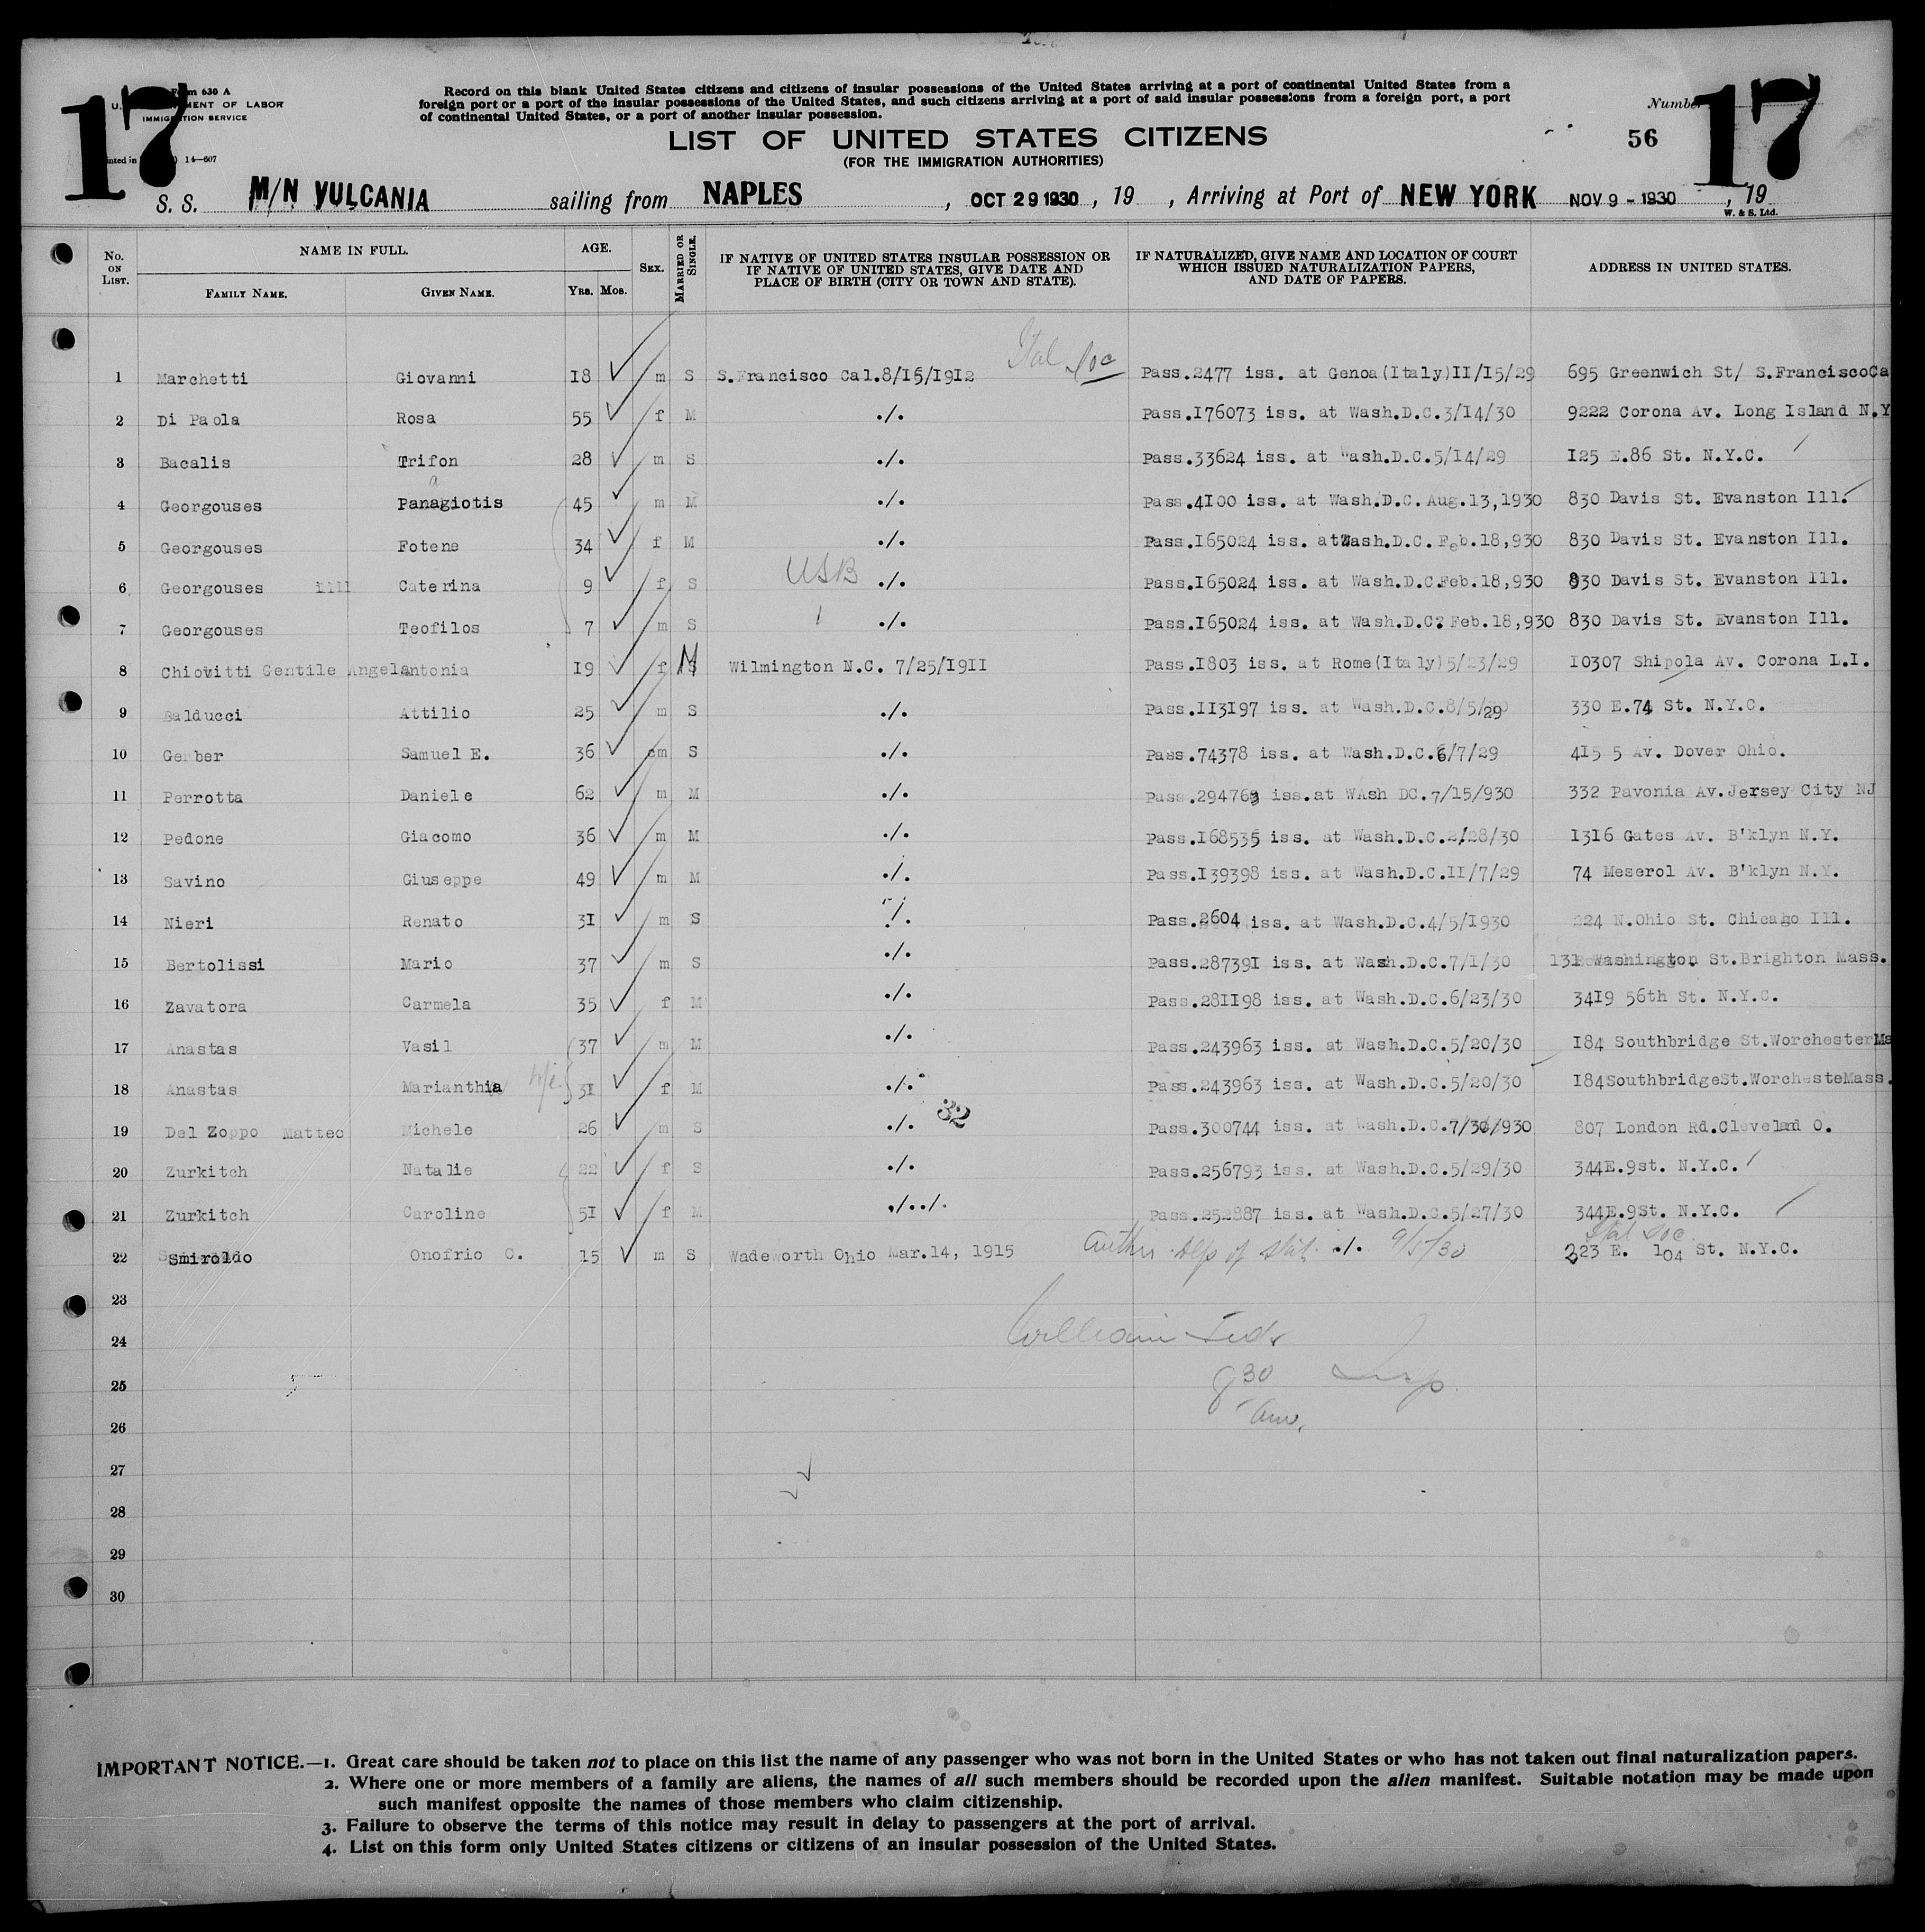 17
Form 630 A
MENT OF LABOR
IMMIGRATION SERVICE
14—607
Record on this blank United States citizens and citizens of insular possessions of the United States arriving at a port of continental United States from a
foreign port or a port of the insular possessions of the United States, and such citizens arriving at a port of said insular possessions from a foreign port, a port
of continental United States, or a port of another insular possession.
Number
17
LIST OF UNITED STATES CITIZENS
56
(FOR THE IMMIGRATION AUTHORITIES)
S. S. M/N VULCANIA sailing from NAPLES, OCT 29 1930, 19 , Arriving at Port of NEW YORK NOV 9 - 1930, 19
W. & S. Ltd.
No. ON LIST.
NAME IN FULL.
FAMILY NAME. GIVEN NAME.
AGE.
YRS. MOS.
SEX.
MARRIED OR SINGLE.
IF NATIVE OF UNITED STATES INSULAR POSSESSION OR
IF NATIVE OF UNITED STATES, GIVE DATE AND
PLACE OF BIRTH (CITY OR TOWN AND STATE).
IF NATURALIZED, GIVE NAME AND LOCATION OF COURT
WHICH ISSUED NATURALIZATION PAPERS,
AND DATE OF PAPERS.
ADDRESS IN UNITED STATES.
Ital Soc
1 Marchetti Giovanni 18 m S S.Francisco Cal.8/15/1912 Pass.2477 iss. at Genoa(Italy)11/15/29 695 Greenwich St/ S.FranciscoCa
2 Di Paola Rosa 55 f M ./. Pass.176073 iss. at Wash.D.C.3/14/30 9222 Corona Av. Long Island N.Y
3 Bacalis Trifon 28 m S ./. Pass.33624 iss. at Wash.D.C.5/14/29 125 E.86 St. N.Y.C.
4 Georgouses Panagiotis 45 m M ./. Pass.4100 iss. at Wash.D.C. Aug.13,1930 830 Davis St. Evanston Ill.
5 Georgouses Fotene 34 f M ./. Pass.165024 iss. at Wash.D.C. Feb.18,930 830 Davis St. Evanston Ill.
6 Georgouses Caterina 9 f S USB ./. Pass.165024 iss. at Wash.D.C.Feb.18,930 830 Davis St. Evanston Ill.
7 Georgouses Teofilos 7 m S ./. Pass.165024 iss. at Wash.D.C. Feb.18,930 830 Davis St. Evanston Ill.
8 Chiovitti Gentile Angela Antonia 19 f M Wilmington N.C. 7/25/1911 Pass.1803 iss. at Rome(Italy)5/23/29 10307 Shipola Av. Corona L.I.
9 Balducci Attilio 25 m S ./. Pass.113197 iss. at Wash.D.C.8/5/29 330 E.74 St. N.Y.C.
10 Gerber Samuel E. 36 m S ./. Pass.74378 iss. at Wash.D.C.6/7/29 415 5 Av. Dover Ohio.
11 Perrotta Daniele 62 m M ./. Pass.294769 iss.at WAsh DC.7/15/930 332 Pavonia Av.Jersey City NJ
12 Pedone Giacomo 36 m M ./. Pass.168535 iss. at Wash.D.C.2/28/30 1316 Gates Av. B'klyn N.Y.
13 Savino Giuseppe 49 m M ./. Pass.139398 iss. at Wash.D.C.11/7/29 74 Meserol Av. B'klyn N.Y.
14 Nieri Renato 31 m S ./. Pass.2604 iss. at Wash.D.C.4/5/1930 224 N.Ohio St. Chicago Ill.
15 Bertolissi Mario 37 m S ./. Pass.287391 iss. at Wash.D.C.7/1/30 131 Washington St.Brighton Mass.
16 Zavatora Carmela 35 f M ./. Pass.281198 iss. at Wash.D.C.6/23/30 3419 56th St. N.Y.C.
17 Anastas Vasil 37 m M ./. Pass.243963 iss. at Wash.D.C.5/20/30 184 Southbridge St.WorchesterMa
18 Anastas Marianthia 31 f M ./. Pass.243963 iss. at Wash.D.C.5/20/30 184SouthbridgeSt.WorchesteMass.
32
19 Del Zoppo Matteo Michele 26 m S ./. Pass.300744 iss. at Wash.D.C.7/30/930 807 London Rd.Cleveland O.
20 Zurkitch Natalie 22 f S ./. Pass.256793 iss. at Wash.D.C.5/29/30 344E.9st. N.Y.C.
21 Zurkitch Caroline 51 f M ./../. Pass.252887 iss. at Wash.D.C.5/27/30 344E.9St. N.Y.C.
Ital Soc
22 Smiroldo Onofrio C. 15 m S Wadeworth Ohio Mar.14, 1915 ./. 9/5/30 223 E. 104 St. N.Y.C.
23
24 William
25 830 Insp.
26 Am.
27
28
29
30
IMPORTANT NOTICE.—1. Great care should be taken not to place on this list the name of any passenger who was not born in the United States or who has not taken out final naturalization papers.
2. Where one or more members of a family are aliens, the names of all such members should be recorded upon the alien manifest. Suitable notation may be made upon
such manifest opposite the names of those members who claim citizenship.
3. Failure to observe the terms of this notice may result in delay to passengers at the port of arrival.
4. List on this form only United States citizens or citizens of an insular possession of the United States.